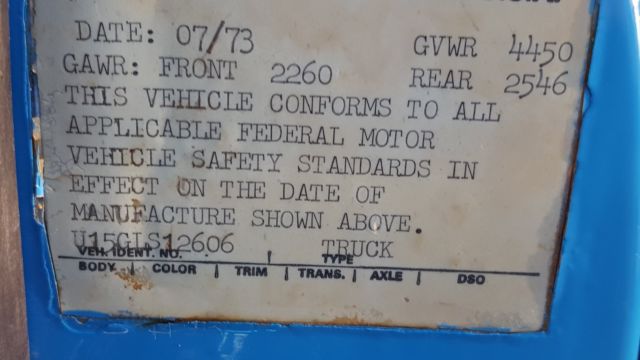 DATE: 07/73 GVWR 4450
GAWR: FRONT 2260 REAR 2546
THIS VEHICLE CONFORMS TO ALL
APPLICABLE FEDERAL MOTOR
VEHICLE SAFETY STANDARDS IN
EFFECT ON THE DATE OF
MANUFACTURE SHOWN ABOVE.
U15GLS12606 TRUCK
VEH. IDENT. NO. TYPE
BODY COLOR TRIM TRANS. AXLE DSO